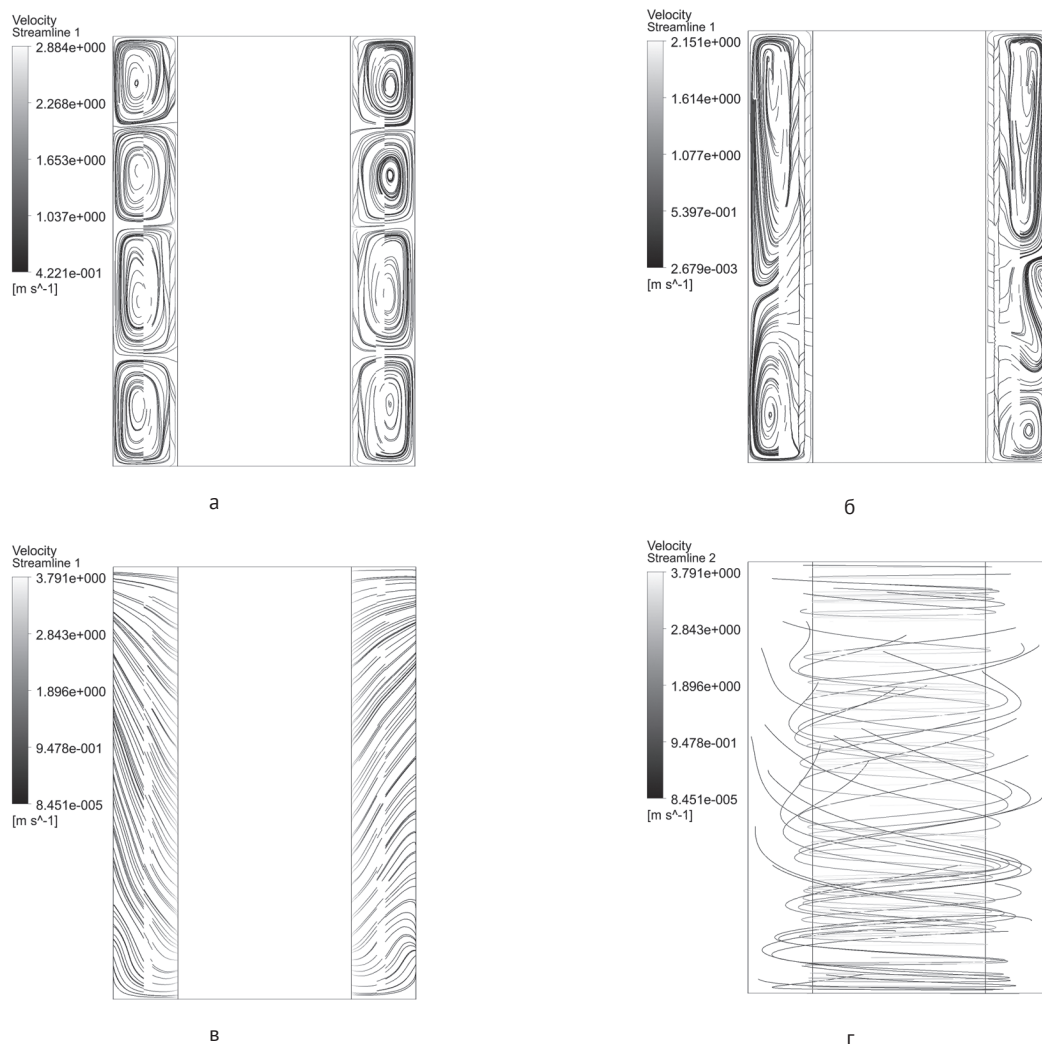 Velocity
Streamline 1
2.884e+000
2.268e+000
1.653e+000
1.037e+000
4.221e-001
[m s^-1]
а
Velocity
Streamline 1
2.151e+000
1.614e+000
1.077e+000
5.397e-001
2.679e-003
[m s^-1]
б
Velocity
Streamline 1
3.791e+000
2.843e+000
1.896e+000
9.478e-001
8.451e-005
[m s^-1]
в
Velocity
Streamline 2
3.791e+000
2.843e+000
1.896e+000
9.478e-001
8.451e-005
[m s^-1]
г